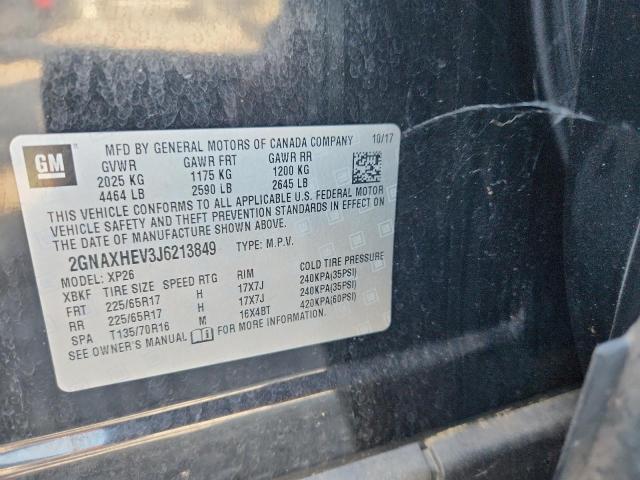 GM
MFD BY GENERAL MOTORS OF CANADA COMPANY 10/17
GVWR GAWR FRT GAWR RR
2025 KG 1175 KG 1200 KG
4464 LB 2590 LB 2645 LB
THIS VEHICLE CONFORMS TO ALL APPLICABLE U.S. FEDERAL MOTOR
VEHICLE SAFETY AND THEFT PREVENTION STANDARDS IN EFFECT ON
THE DATE OF MANUFACTURE SHOWN ABOVE.
2GNAXHEV3J6213849 TYPE: M.P.V.
MODEL: XP26
XBKF TIRE SIZE SPEED RTG RIM COLD TIRE PRESSURE
FRT 225/65R17 H 17X7J 240KPA(35PSI)
RR 225/65R17 H 17X7J 240KPA(35PSI)
SPA T135/70R16 M 16X4BT 420KPA(60PSI)
SEE OWNER'S MANUAL FOR MORE INFORMATION.